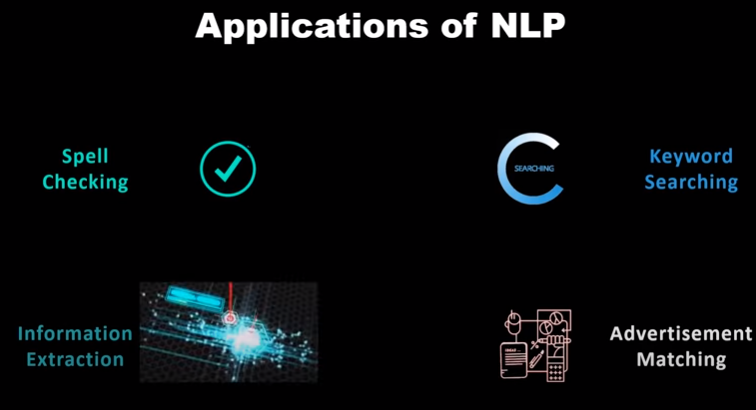 Applications of NLP
Spell
Checking
SEARCHING
Keyword
Searching
Information
Extraction
Advertisement
Matching